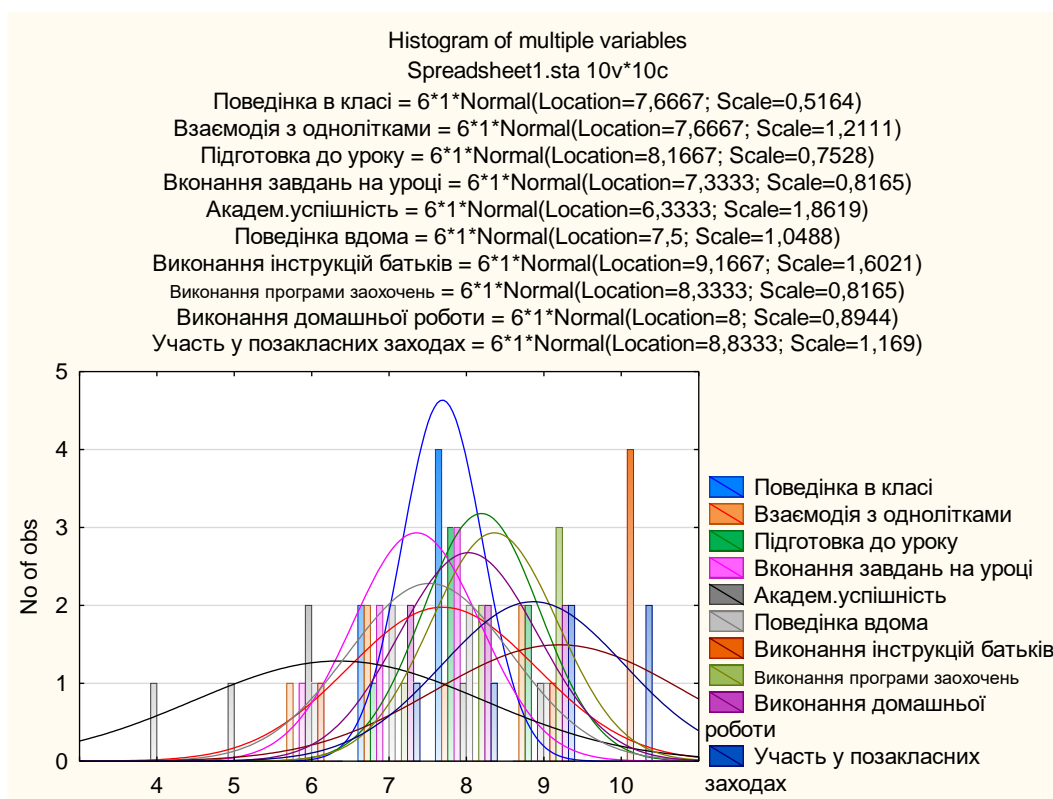 Histogram of multiple variables
Spreadsheet1.sta 10v*10c
Поведінка в класі = 6*1*Normal(Location=7,6667; Scale=0,5164)
Взаємодія з однолітками = 6*1*Normal(Location=7,6667; Scale=1,2111)
Підготовка до уроку = 6*1*Normal(Location=8,1667; Scale=0,7528)
Вконання завдань на уроці = 6*1*Normal(Location=7,3333; Scale=0,8165)
Академ.успішність = 6*1*Normal(Location=6,3333; Scale=1,8619)
Поведінка вдома = 6*1*Normal(Location=7,5; Scale=1,0488)
Виконання інструкцій батьків = 6*1*Normal(Location=9,1667; Scale=1,6021)
Виконання програми заохочень = 6*1*Normal(Location=8,3333; Scale=0,8165)
Виконання домашньої роботи = 6*1*Normal(Location=8; Scale=0,8944)
Участь у позакласних заходах = 6*1*Normal(Location=8,8333; Scale=1,169)
5
4
3
2
1
0
No of obs
4 5 6 7 8 9 10
Поведінка в класі
Взаємодія з однолітками
Підготовка до уроку
Вконання завдань на уроці
Академ.успішність
Поведінка вдома
Виконання інструкцій батьків
Виконання програми заохочень
Виконання домашньої
роботи
Участь у позакласних
заходах